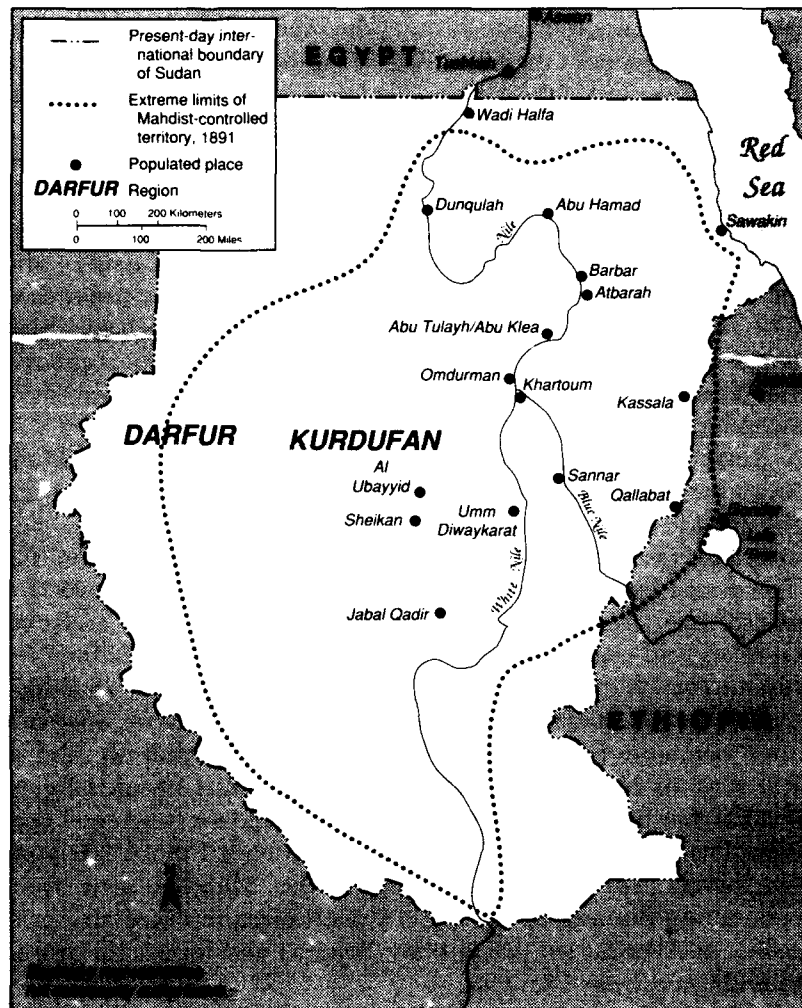 Present-day inter-
national boundary
of Sudan
Extreme limits of
Mahdist-controlled
territory, 1891
Populated place
DARFUR Region
0 100 200 Kilometers
0 100 200 Miles
EGYPT
Aswan
Wadi Halfa
Red
Sea
Dunqulah
Nile
Abu Hamad
Sawakin
Barbar
Atbarah
Abu Tulayh/Abu Klea
Omdurman
Khartoum
Kassala
DARFUR
KURDUFAN
Al
Ubayyid
Sheikan
Umm
Diwaykarat
Sannar
Blue Nile
Qallabat
Jabal Qadir
White Nile
ETHIOPIA
N